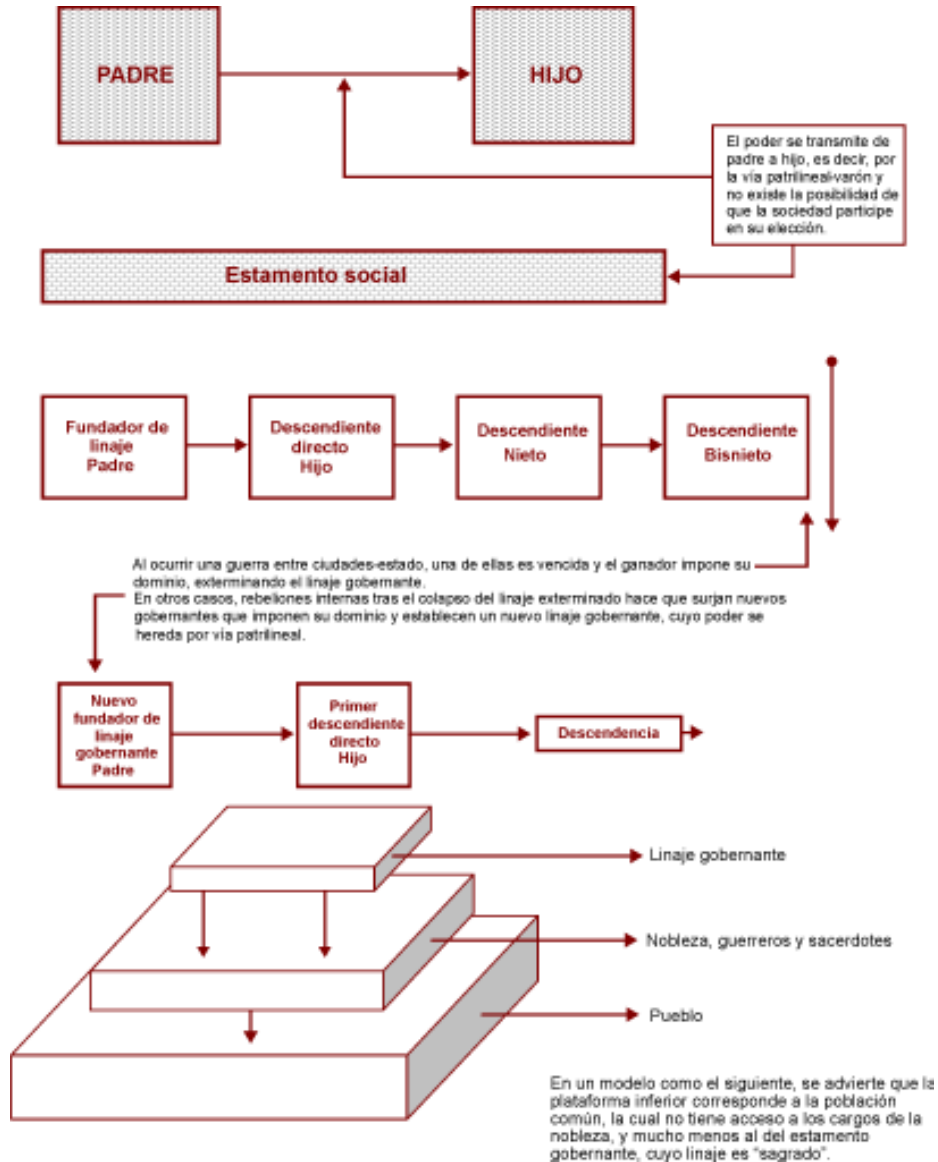 PADRE
HIJO
El poder se transmite de
padre a hijo, es decir, por
la vía patrilineal-varón y
no existe la posibilidad de
que la sociedad participe
en su elección.
Estamento social
Fundador de
linaje
Padre
Descendiente
directo
Hijo
Descendiente
Nieto
Descendiente
Bisnieto
Al ocurrir una guerra entre ciudades-estado, una de ellas es vencida y el ganador impone su
dominio, exterminando el linaje gobernante.
En otros casos, rebeliones internas tras el colapso del linaje exterminado hace que surjan nuevos
gobernantes que imponen su dominio y establecen un nuevo linaje gobernante, cuyo poder se
hereda por vía patrilineal.
Nuevo
fundador de
linaje
gobernante
Padre
Primer
descendiente
directo
Hijo
Descendencia
Linaje gobernante
Nobleza, guerreros y sacerdotes
Pueblo
En un modelo como el siguiente, se advierte que la
plataforma inferior corresponde a la población
común, la cual no tiene acceso a los cargos de la
nobleza, y mucho menos al del estamento
gobernante, cuyo linaje es "sagrado".